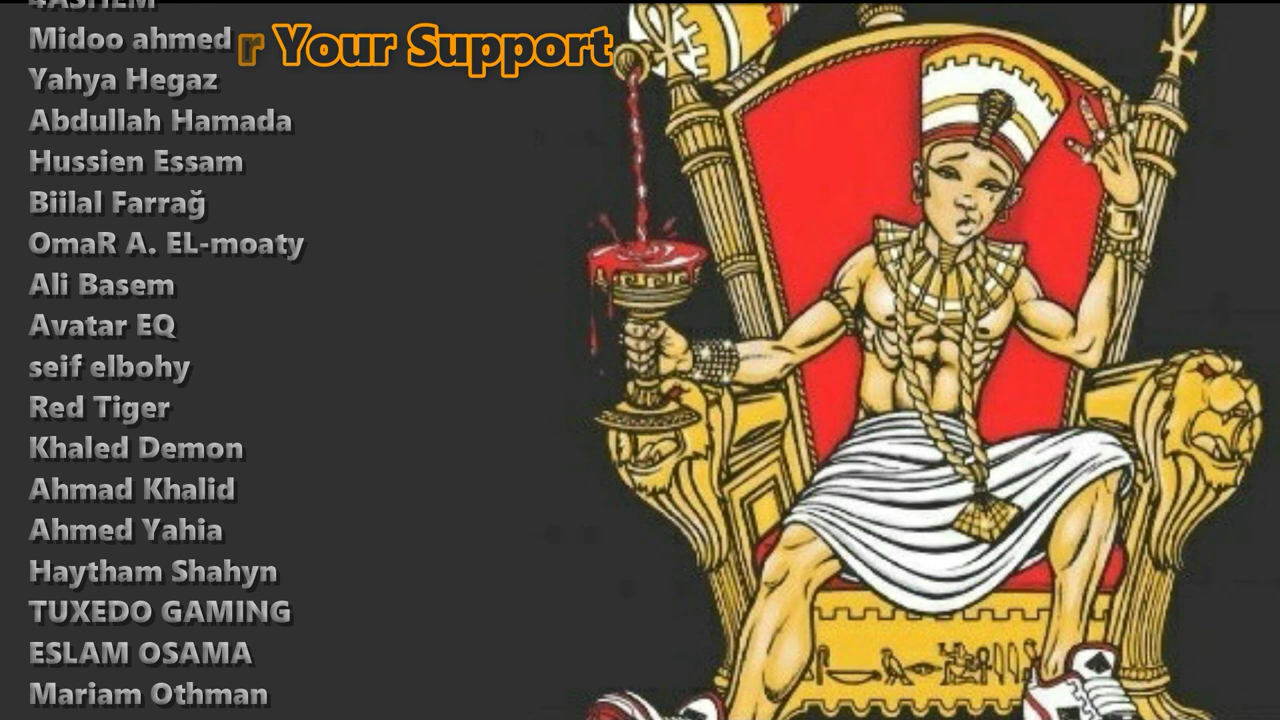 4ASHEM
Midoo ahmed
r Your Support
Yahya Hegaz
Abdullah Hamada
Hussien Essam
Biilal Farrağ
OmaR A. EL-moaty
Ali Basem
Avatar EQ
seif elbohy
Red Tiger
Khaled Demon
Ahmad Khalid
Ahmed Yahia
Haytham Shahyn
TUXEDO GAMING
ESLAM OSAMA
Mariam Othman